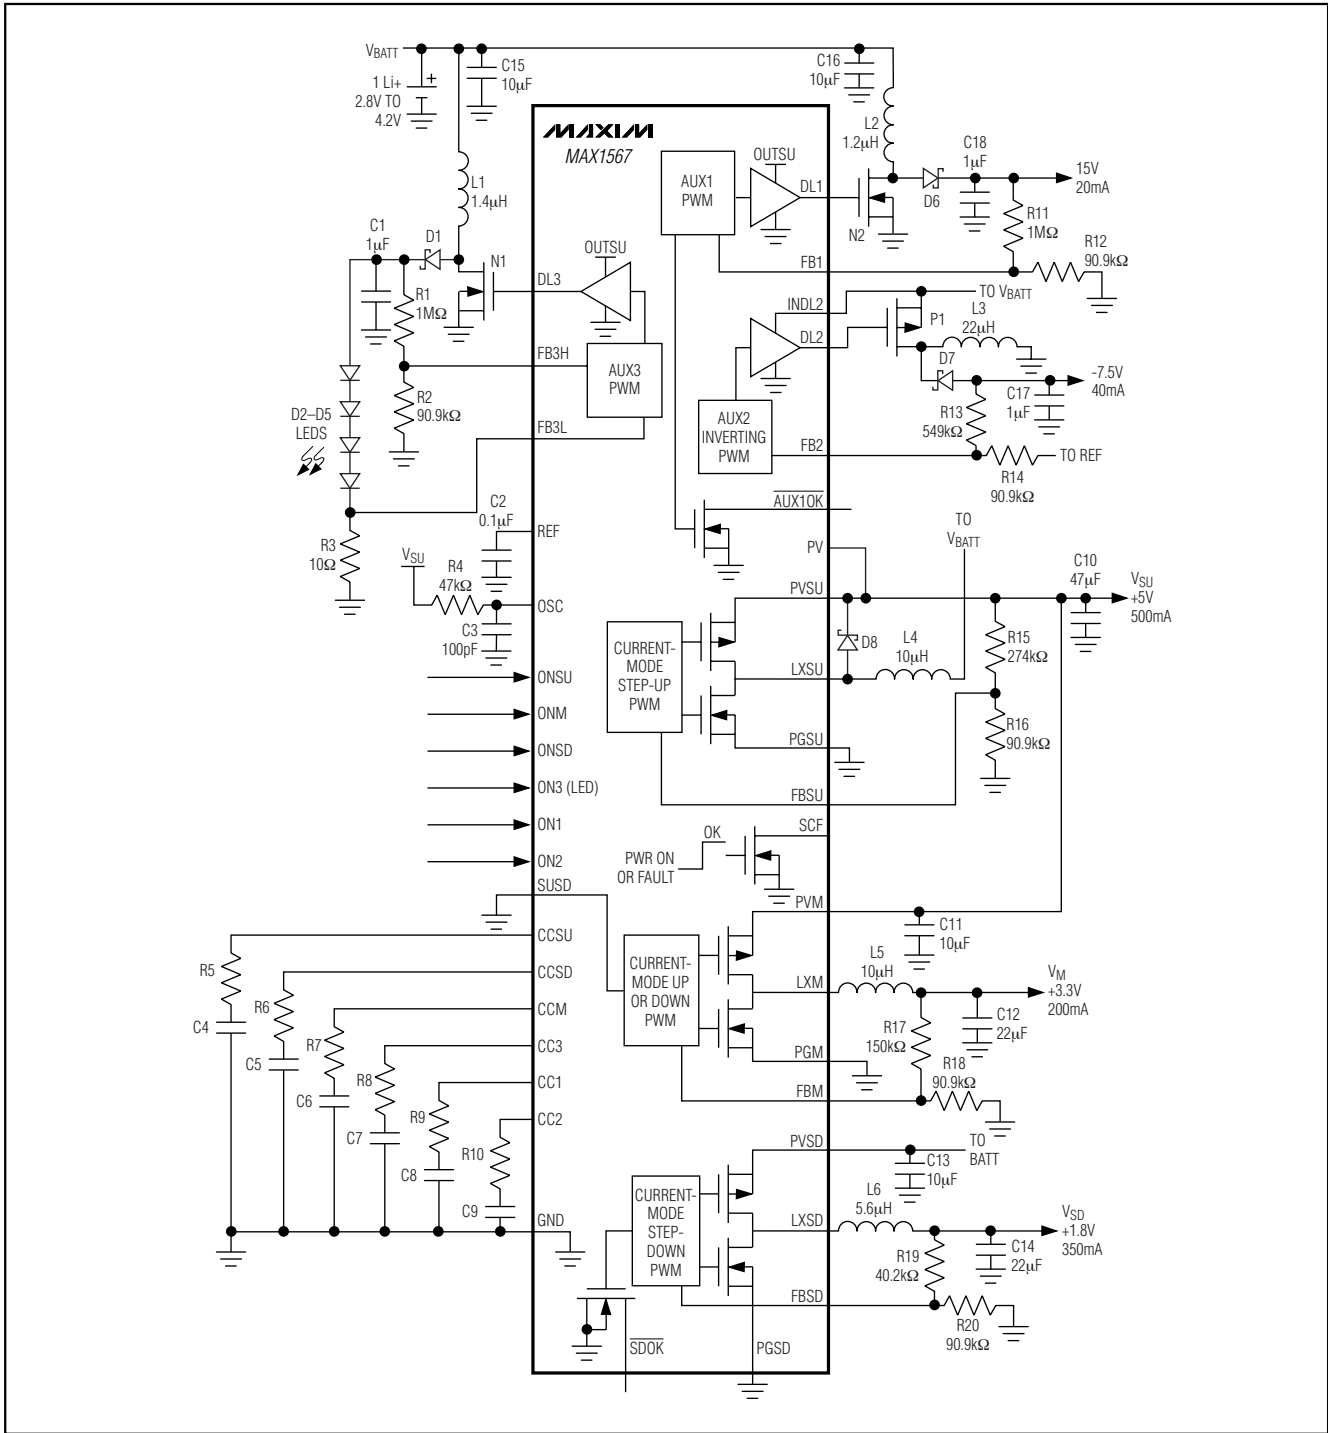 VBATT
1 Li+
2.8V TO
4.2V
+
C15
10µF
C16
10µF
MAXIM
MAX1567
L1
1.4µH
L2
1.2µH
C18
1µF
15V
20mA
D6
N2
R11
1MΩ
R12
90.9kΩ
AUX1
PWM
OUTSU
DL1
FB1
C1
1µF
D1
N1
R1
1MΩ
DL3
OUTSU
FB3H
AUX3
PWM
R2
90.9kΩ
FB3L
D2–D5
LEDS
R3
10Ω
INDL2
TO VBATT
DL2
P1
L3
22µH
D7
-7.5V
40mA
C17
1µF
R13
549kΩ
AUX2
INVERTING
PWM
FB2
TO REF
R14
90.9kΩ
C2
0.1µF
REF
VSU
R4
47kΩ
OSC
C3
100pF
AUX1OK
PV
TO
VBATT
PVSU
C10
47µF
VSU
+5V
500mA
CURRENT-
MODE
STEP-UP
PWM
D8
L4
10µH
R15
274kΩ
LXSU
R16
90.9kΩ
PGSU
FBSU
ONSU
ONM
ONSD
ON3 (LED)
ON1
ON2
SUSD
SCF
OK
PWR ON
OR FAULT
PVM
C11
10µF
CURRENT-
MODE UP
OR DOWN
PWM
L5
10µH
LXM
VM
+3.3V
200mA
C12
22µF
R17
150kΩ
R18
90.9kΩ
PGM
FBM
CCSU
CCSD
CCM
CC3
CC1
CC2
GND
R5
C4
R6
C5
R7
C6
R8
C7
R9
C8
R10
C9
PVSD
TO
BATT
C13
10µF
CURRENT-
MODE
STEP-
DOWN
PWM
L6
5.6µH
LXSD
VSD
+1.8V
350mA
C14
22µF
R19
40.2kΩ
FBSD
R20
90.9kΩ
SDOK
PGSD